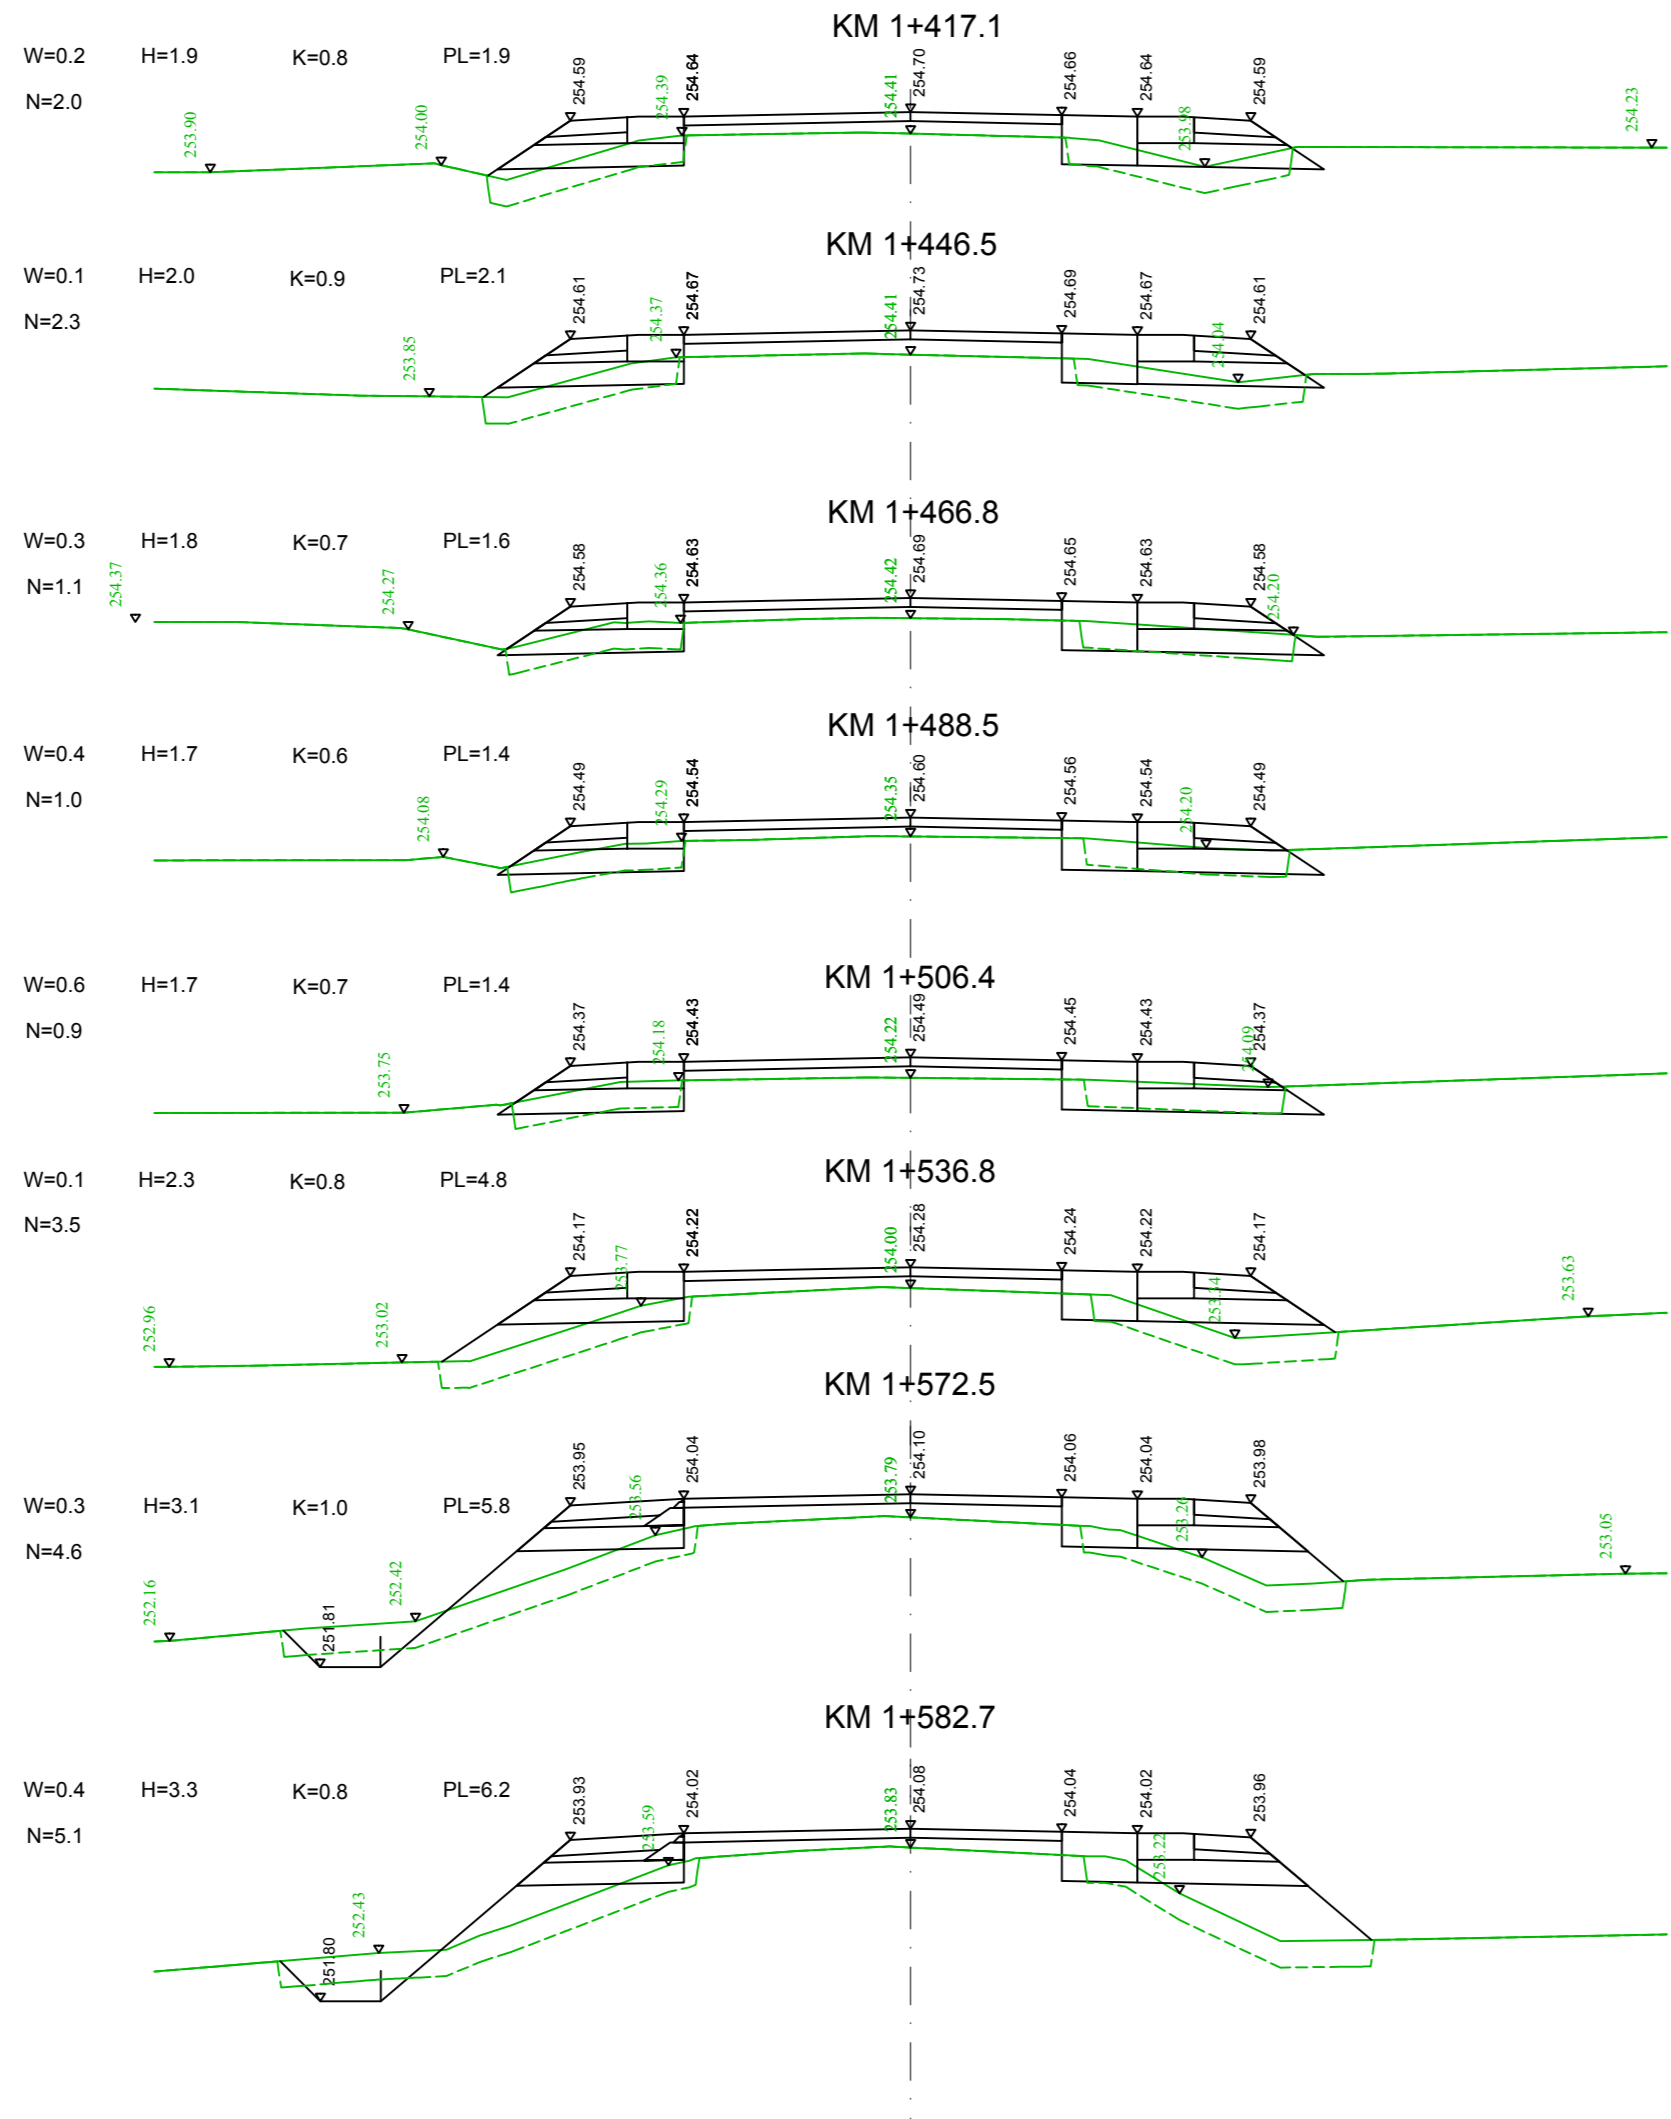 KM 1+417.1
W=0.2 H=1.9 K=0.8 PL=1.9
N=2.0
253.90 254.00 254.59 254.39 254.64 254.41 254.70 254.66 254.64 253.98 254.59 254.23
KM 1+446.5
W=0.1 H=2.0 K=0.9 PL=2.1
N=2.3
253.85 254.61 254.37 254.67 254.41 254.73 254.69 254.67 254.04 254.61
KM 1+466.8
W=0.3 H=1.8 K=0.7 PL=1.6
N=1.1
254.37 254.27 254.58 254.36 254.63 254.42 254.69 254.65 254.63 254.58 254.20
KM 1+488.5
W=0.4 H=1.7 K=0.6 PL=1.4
N=1.0
254.08 254.49 254.29 254.54 254.35 254.60 254.56 254.54 254.20 254.49
KM 1+506.4
W=0.6 H=1.7 K=0.7 PL=1.4
N=0.9
253.75 254.37 254.18 254.43 254.22 254.49 254.45 254.43 254.09 254.37
KM 1+536.8
W=0.1 H=2.3 K=0.8 PL=4.8
N=3.5
252.96 253.02 254.17 253.77 254.22 254.00 254.28 254.24 254.22 253.34 254.17 253.63
KM 1+572.5
W=0.3 H=3.1 K=1.0 PL=5.8
N=4.6
252.16 251.81 252.42 253.95 253.56 254.04 253.79 254.10 254.06 254.04 253.26 253.98 253.05
KM 1+582.7
W=0.4 H=3.3 K=0.8 PL=6.2
N=5.1
251.80 252.43 253.93 253.59 254.02 253.83 254.08 254.04 254.02 253.22 253.96